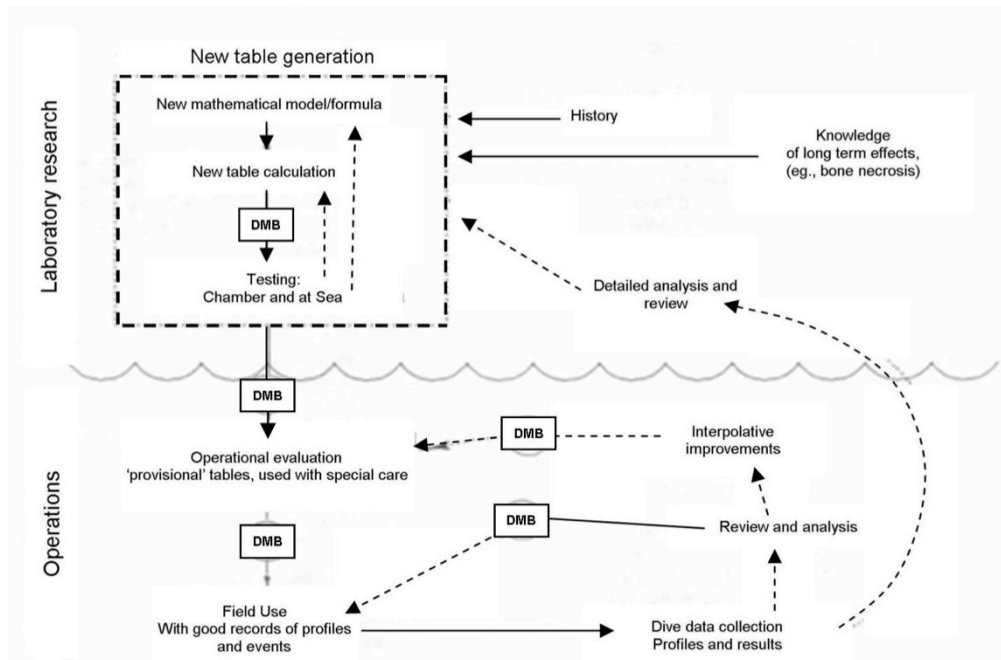 New table generation
New mathematical model/formula
New table calculation
DMB
Testing:
Chamber and at Sea
History
Knowledge
of long term effects,
(eg., bone necrosis)
Detailed analysis and
review
Laboratory research
DMB
Operational evaluation
‘provisional’ tables, used with special care
DMB
Interpolative
improvements
DMB
Review and analysis
DMB
Field Use
With good records of profiles
and events
Dive data collection
Profiles and results
Operations